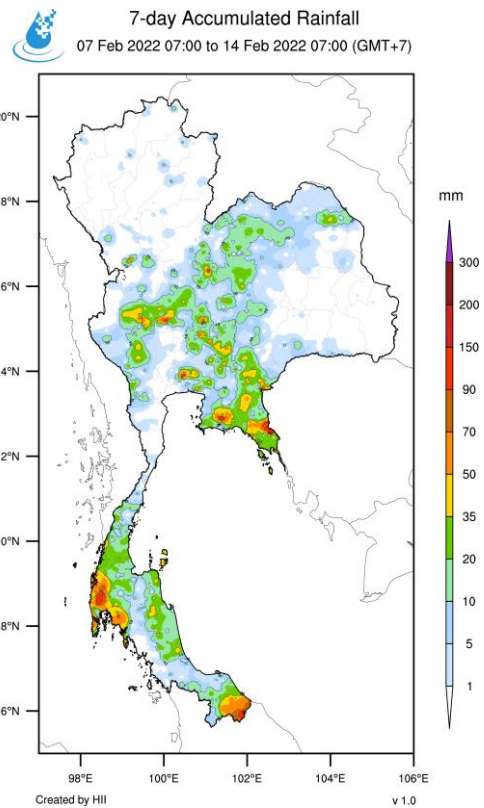 7-day Accumulated Rainfall
07 Feb 2022 07:00 to 14 Feb 2022 07:00 (GMT+7)
0°N
8°N
6°N
4°N
2°N
0°N
8°N
6°N
98°E 100°E 102°E 104°E 106°E
mm
300
200
150
90
70
50
35
20
10
5
1
Created by HII
v 1.0